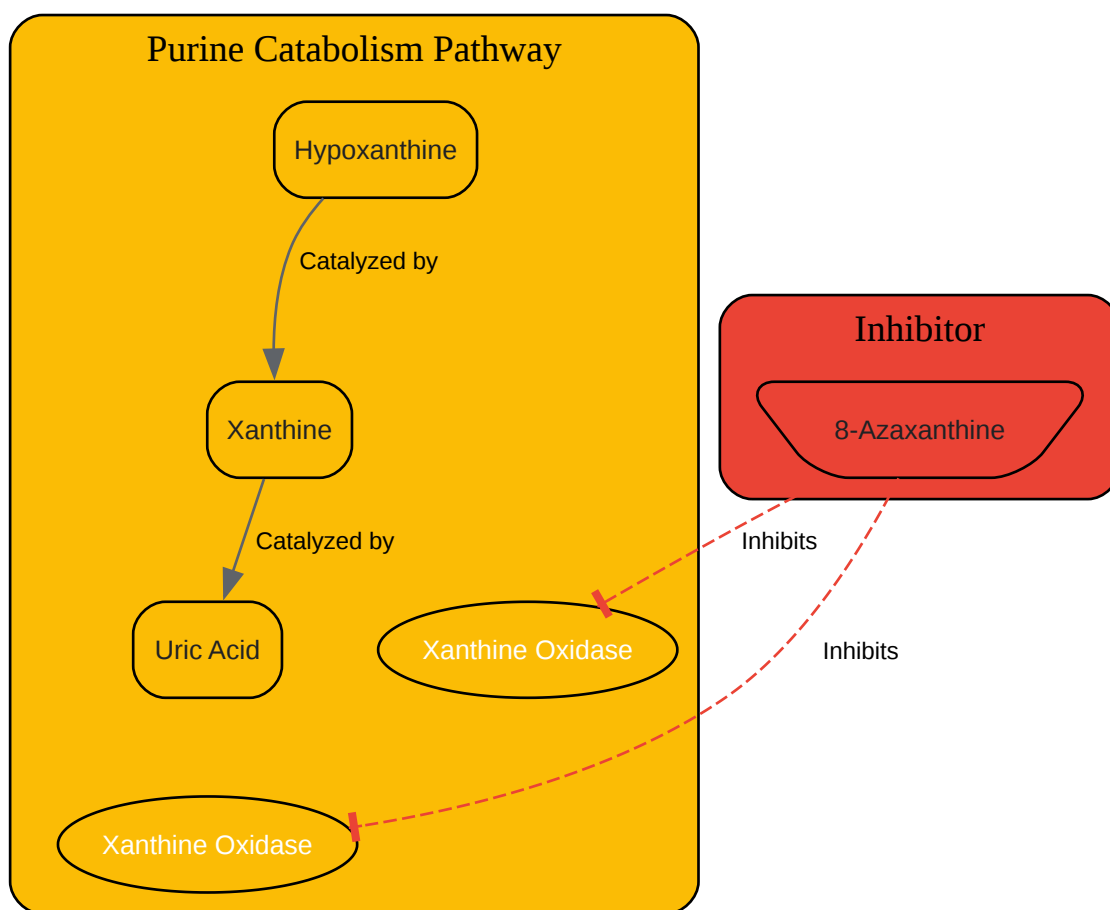 Purine Catabolism Pathway
Hypoxanthine
Catalyzed by
Inhibitor
Xanthine
8-Azaxanthine
Catalyzed by
Inhibits
Uric Acid
Xanthine Oxidase
Inhibits
Xanthine Oxidase